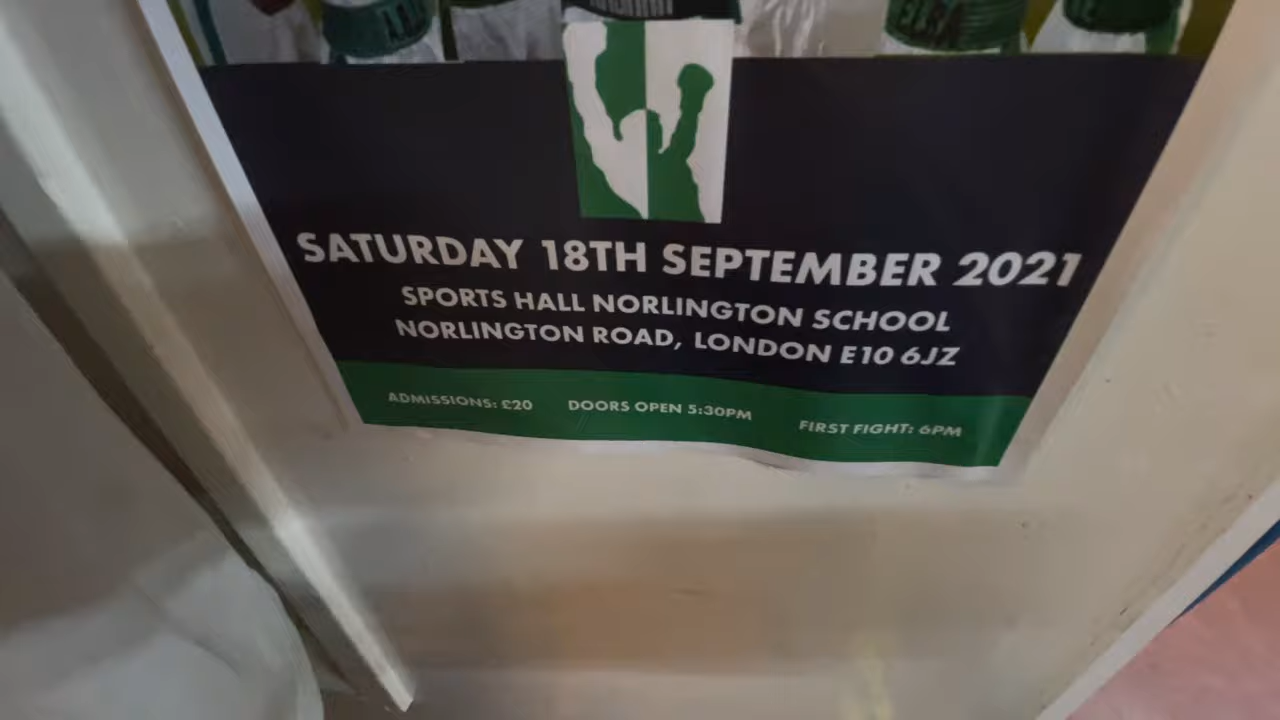 SATURDAY 18TH SEPTEMBER 2021
SPORTS HALL NORLINGTON SCHOOL
NORLINGTON ROAD, LONDON E10 6JZ
ADMISSIONS: £20 DOORS OPEN 5:30PM FIRST FIGHT: 6PM